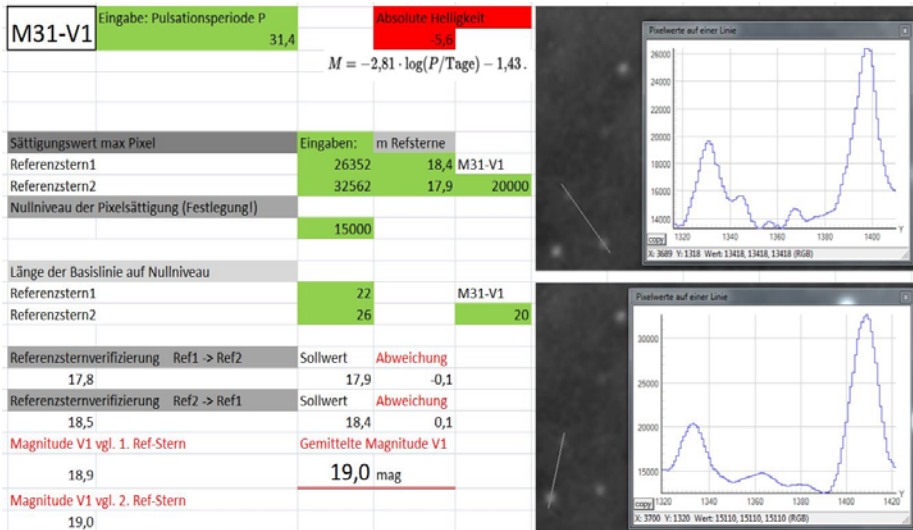 M31-V1
Eingabe: Pulsationsperiode P
31,4
Absolute Helligkeit
-5,6
M = −2,81 · log(P/Tage) − 1,43 .
Sättigungswert max Pixel Eingaben: m Refsterne
Referenzstern1 26352 18,4 M31-V1
Referenzstern2 32562 17,9 20000
Nullniveau der Pixelsättigung (Festlegung!)
15000
Länge der Basislinie auf Nullniveau
Referenzstern1 22 M31-V1
Referenzstern2 26 20
Referenzsternverifizierung Ref1 -> Ref2 Sollwert Abweichung
17,8 17,9 -0,1
Referenzsternverifizierung Ref2 -> Ref1 Sollwert Abweichung
18,5 18,4 0,1
Magnitude V1 vgl. 1. Ref-Stern Gemittelte Magnitude V1
18,9 19,0 mag
Magnitude V1 vgl. 2. Ref-Stern
19,0
Pixelwerte auf einer Linie
26000
24000
22000
20000
18000
16000
14000
copy
1320 1340 1360 1380 1400 Y
X: 3689 Y: 1318 Wert: 13418, 13418, 13418 (RGB)
Pixelwerte auf einer Linie
30000
25000
20000
15000
copy
1320 1340 1360 1380 1400 1420 Y
X: 3700 Y: 1320 Wert: 15110, 15110, 15110 (RGB)